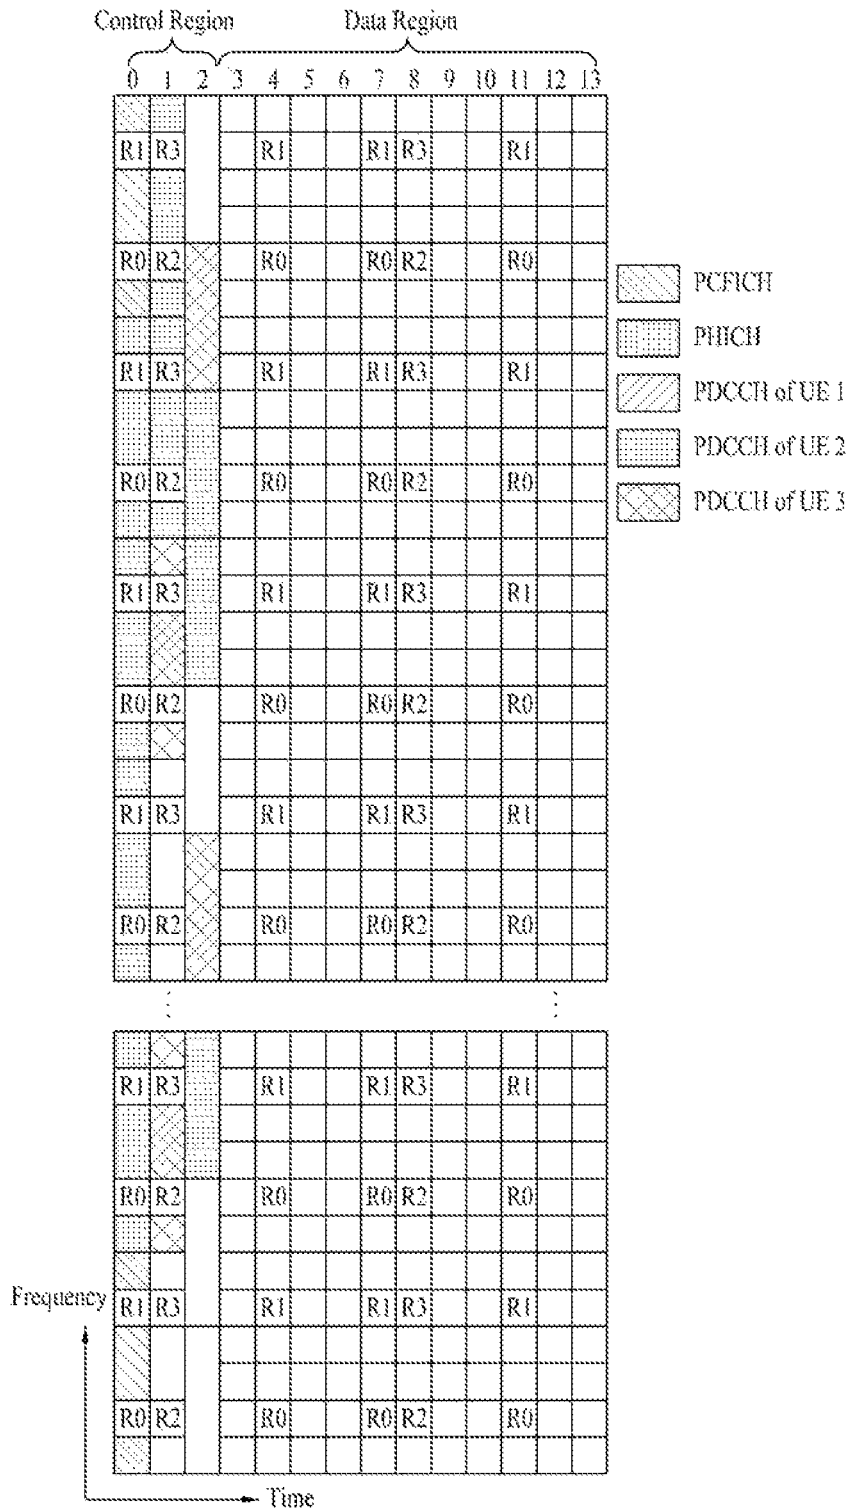 Control Region Data Region
0 1 2 3 4 5 6 7 8 9 10 11 12 13
R1 R3 R1 R1 R3 R1
R0 R2 R0 R0 R2 R0
R1 R3 R1 R1 R3 R1
R0 R2 R0 R0 R2 R0
R1 R3 R1 R1 R3 R1
R0 R2 R0 R0 R2 R0
R1 R3 R1 R1 R3 R1
R0 R2 R0 R0 R2 R0
R1 R3 R1 R1 R3 R1
R0 R2 R0 R0 R2 R0
R1 R3 R1 R1 R3 R1
R0 R2 R0 R0 R2 R0
PCFICH
PHICH
PDCCH of UE 1
PDCCH of UE 2
PDCCH of UE 3
Frequency
Time